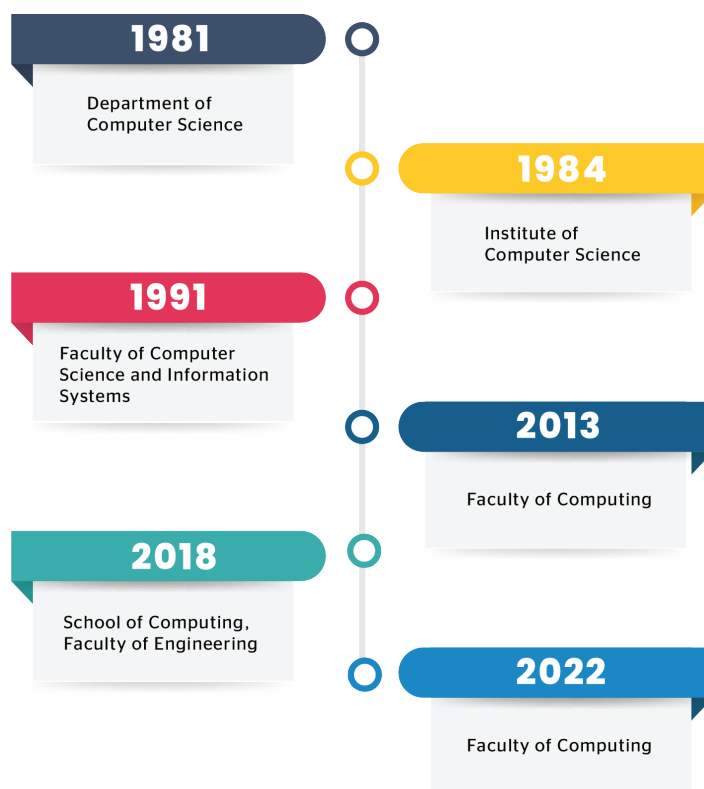 1981
Department of
Computer Science
1984
Institute of
Computer Science
1991
Faculty of Computer
Science and Information
Systems
2013
Faculty of Computing
2018
School of Computing,
Faculty of Engineering
2022
Faculty of Computing